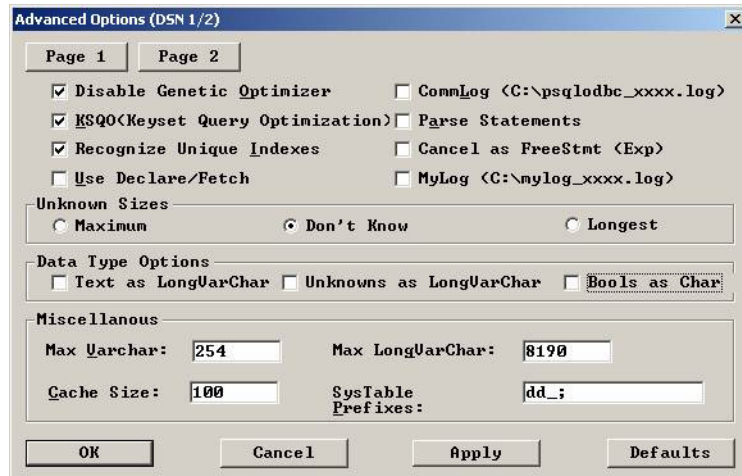 Advanced Options (DSN 1/2)
Page 1 Page 2
Disable Genetic Optimizer CommLog (C:\psqlodbc_xxxx.log)
KSQO(Keyset Query Optimization) Parse Statements
Recognize Unique Indexes Cancel as FreeStmt (Exp)
Use Declare/Fetch MyLog (C:\mylog_xxxx.log)
Unknown Sizes
Maximum Don't Know Longest
Data Type Options
Text as LongVarChar Unknowns as LongVarChar Bools as Char
Miscellanous
Max Varchar: 254 Max LongVarChar: 8190
Cache Size: 100 SysTable Prefixes: dd_;
OK Cancel Apply Defaults